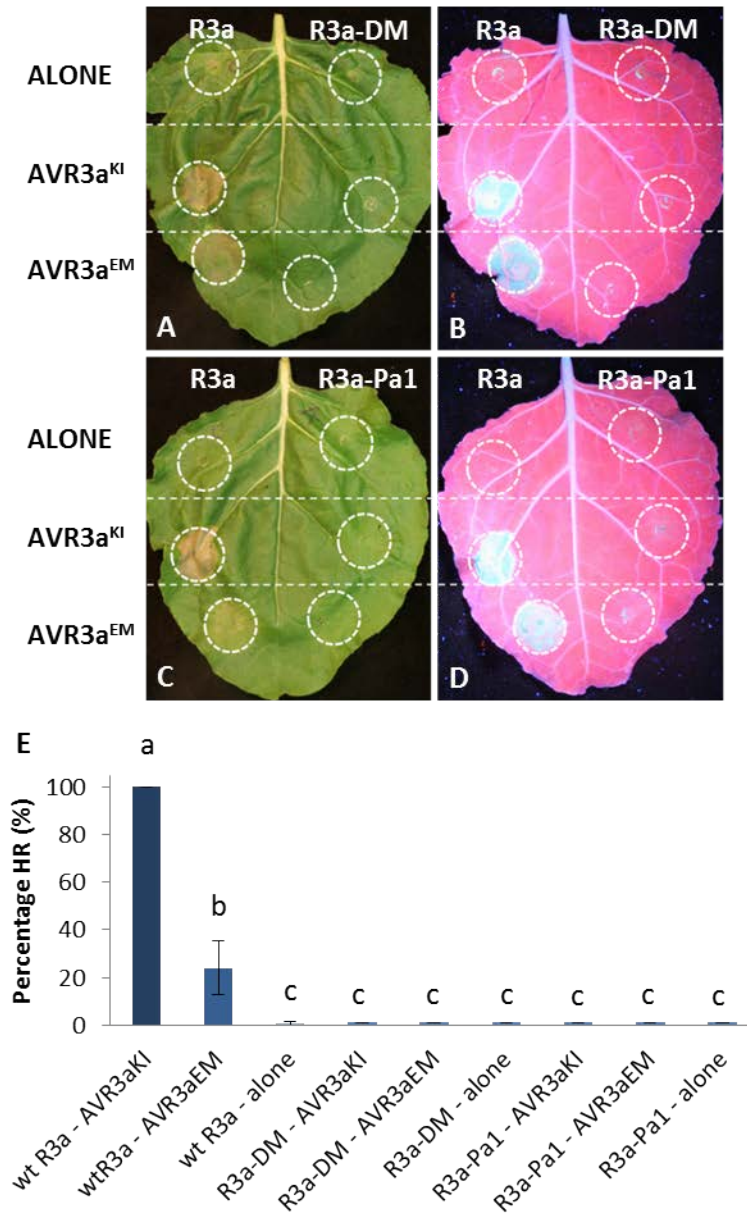 R3a R3a-DM R3a R3a-DM
ALONE
AVR3aᴷᴵ
AVR3aᴱᴹ
A B
R3a R3a-Pa1 R3a R3a-Pa1
ALONE
AVR3aᴷᴵ
AVR3aᴱᴹ
C D
E
Percentage HR (%)
100
80
60
40
20
0
a
b
c c c c c c c
wt R3a - AVR3aKI
wtR3a - AVR3aEM
wt R3a - alone
R3a-DM - AVR3aKI
R3a-DM - AVR3aEM
R3a-DM - alone
R3a-Pa1 - AVR3aKI
R3a-Pa1 - AVR3aEM
R3a-Pa1 - alone